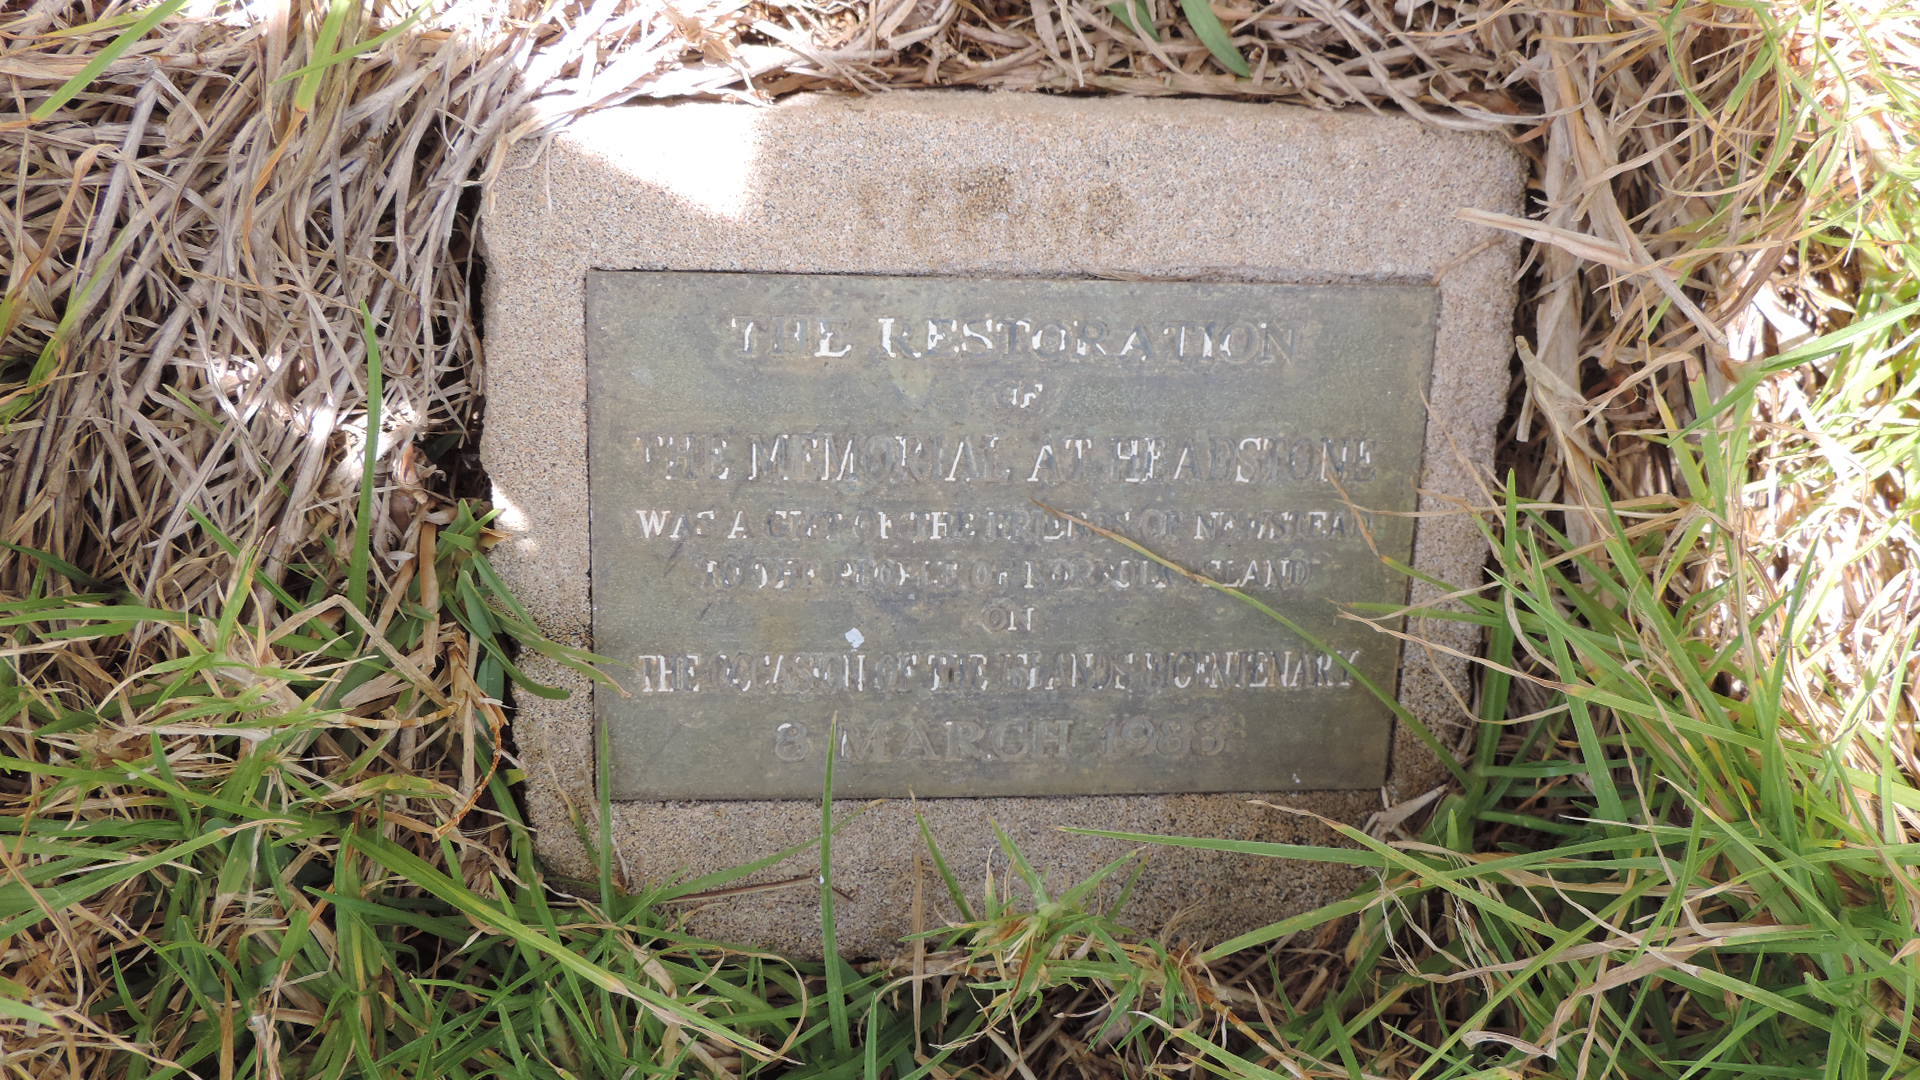 THE RESTORATION
OF
THE MEMORIAL AT HEADSTONE
WAS A GIFT OF THE FRIENDS OF NEWSTEAD
TO THE PEOPLE OF NORFOLK ISLAND
ON
THE OCCASION OF THE ISLANDS BICENTENARY
8 MARCH 1988